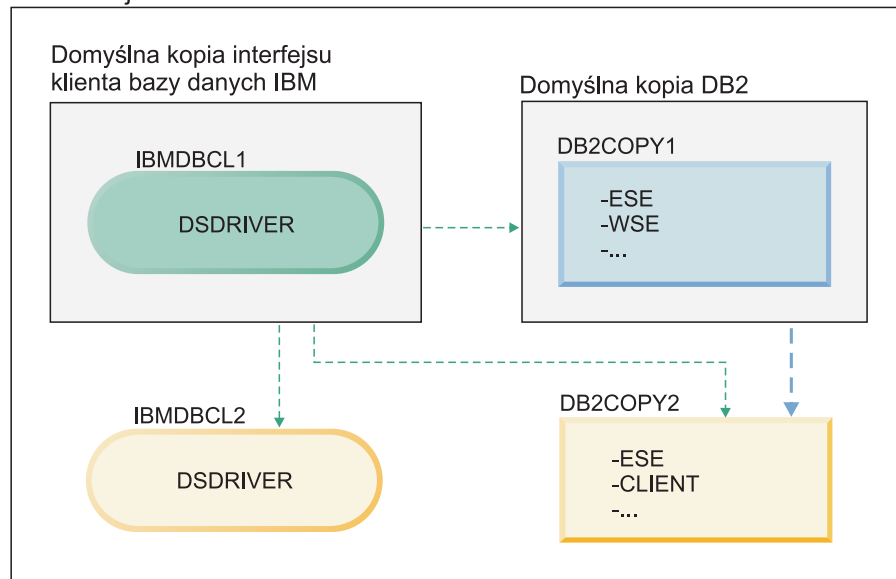 Domyślna kopia interfejsu
klienta bazy danych IBM
IBMDBCL1
DSDRIVER
Domyślna kopia DB2
DB2COPY1
-ESE
-WSE
-...
IBMDBCL2
DSDRIVER
DB2COPY2
-ESE
-CLIENT
-...